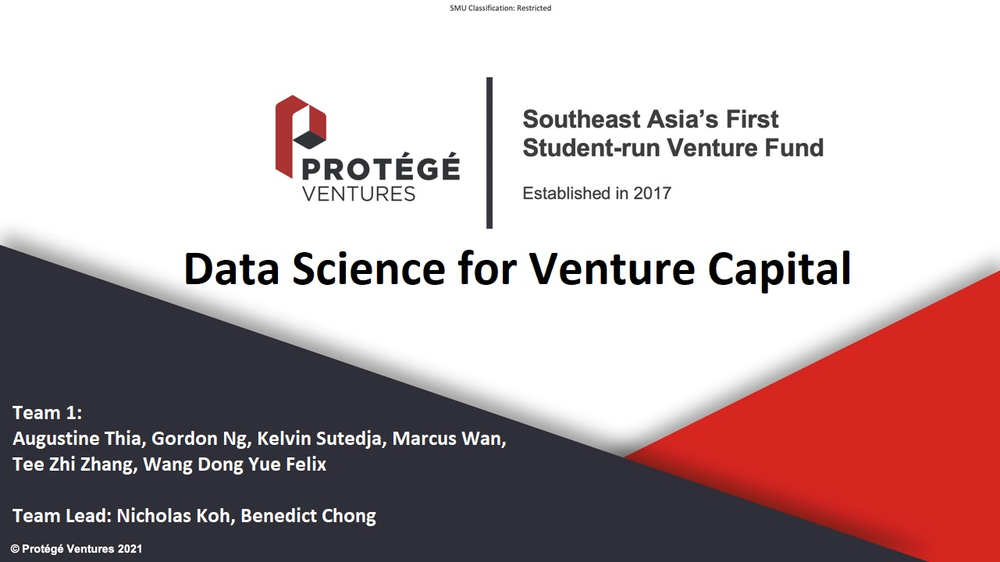 SMU Classification: Restricted
PROTÉGÉ
VENTURES
Southeast Asia’s First
Student-run Venture Fund
Established in 2017
Data Science for Venture Capital
Team 1:
Augustine Thia, Gordon Ng, Kelvin Sutedja, Marcus Wan,
Tee Zhi Zhang, Wang Dong Yue Felix
Team Lead: Nicholas Koh, Benedict Chong
© Protégé Ventures 2021